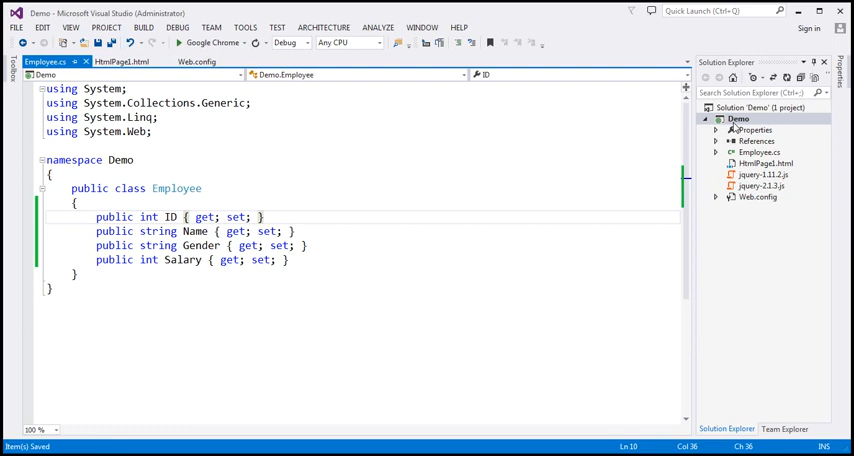 Demo - Microsoft Visual Studio (Administrator)
Quick Launch (Ctrl+Q)
FILE EDIT VIEW PROJECT BUILD DEBUG TEAM TOOLS TEST ARCHITECTURE ANALYZE WINDOW HELP
Sign in
Google Chrome Debug Any CPU
Toolbox
Employee.cs HtmlPage1.html Web.config
Demo Demo.Employee ID
using System;
using System.Collections.Generic;
using System.Linq;
using System.Web;
namespace Demo
{
public class Employee
{
public int ID { get; set; }
public string Name { get; set; }
public string Gender { get; set; }
public int Salary { get; set; }
}
}
100 %
Solution Explorer
Search Solution Explorer (Ctrl+;)
Solution 'Demo' (1 project)
Demo
Properties
References
Employee.cs
HtmlPage1.html
jquery-1.11.2.js
jquery-2.1.3.js
Web.config
Solution Explorer Team Explorer
Properties
Item(s) Saved Ln 10 Col 36 Ch 36 INS